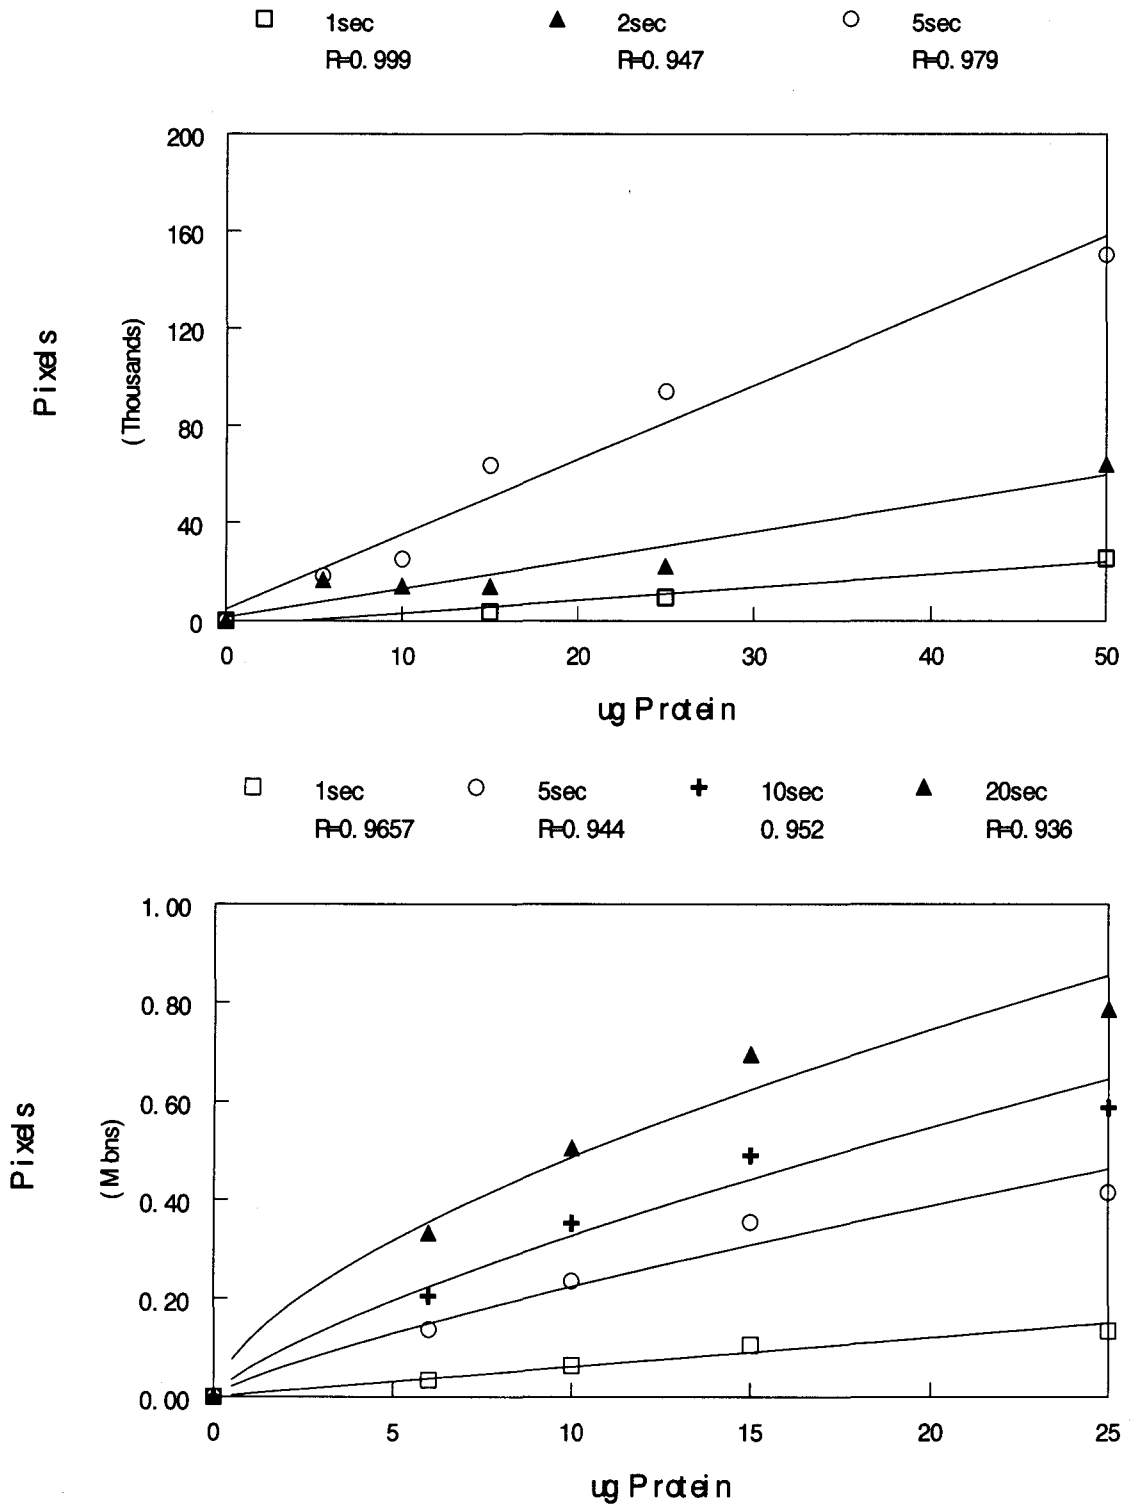 1sec 2sec 5sec
R=0.999 R=0.947 R=0.979
200
160
120
80
40
0
Pixels
(Thousands)
0 10 20 30 40 50
ug Protein
1sec 5sec 10sec 20sec
R=0.9657 R=0.944 0.952 R=0.936
1.00
0.80
0.60
0.40
0.20
0.00
Pixels
(Mbns)
0 5 10 15 20 25
ug Protein